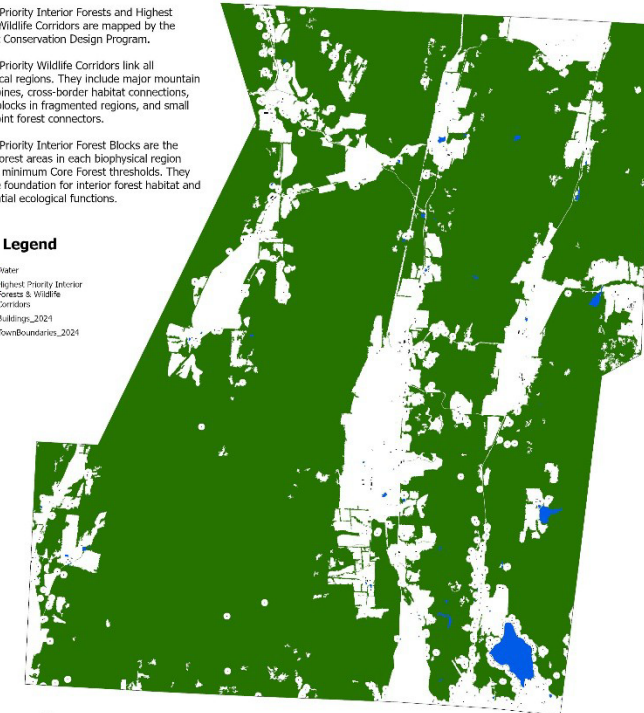 Priority Interior Forests and Highest
Wildlife Corridors are mapped by the
Conservation Design Program.
Priority Wildlife Corridors link all
cal regions. They include major mountain
ines, cross-border habitat connections,
locks in fragmented regions, and small
int forest connectors.
Priority Interior Forest Blocks are the
orest areas in each biophysical region
minimum Core Forest thresholds. They
foundation for interior forest habitat and
tial ecological functions.
Legend
Water
Highest Priority Interior
Forests & Wildlife
Corridors
Buildings_2024
TownBoundaries_2024